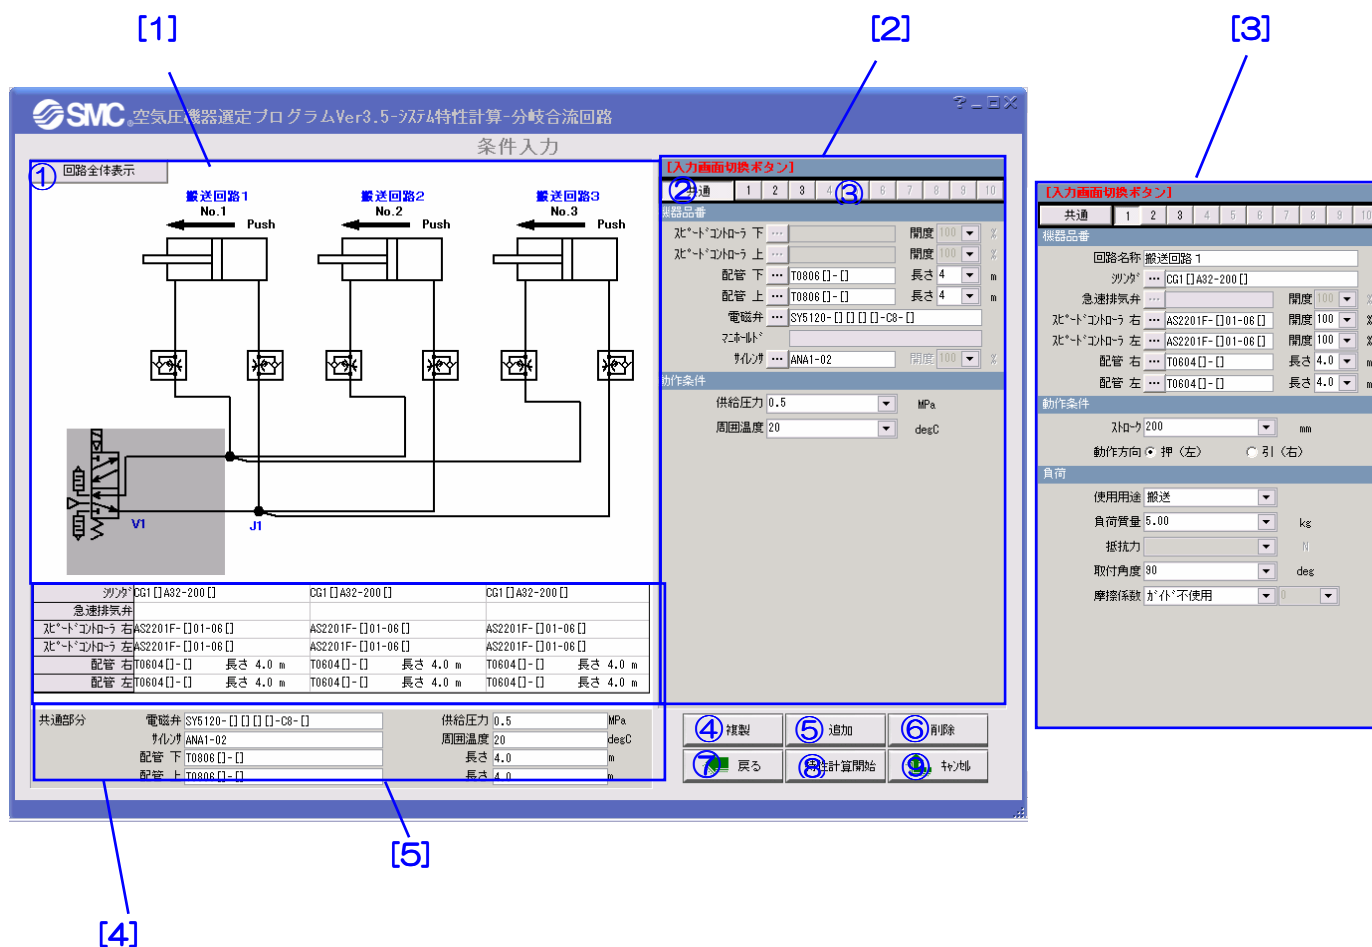 [1]
[2]
[3]
SMC 空気圧機器選定プログラムVer3.5-システム特性計算-分岐合流回路
条件入力
① 回路全体表示
搬送回路1 搬送回路2 搬送回路3
No.1 No.2 No.3
Push Push Push
V1
J1
シリンダ CG1[]A32-200[] CG1[]A32-200[] CG1[]A32-200[]
急速排気弁
スピードコントローラ 右 AS2201F-[]01-06[] AS2201F-[]01-06[] AS2201F-[]01-06[]
スピードコントローラ 左 AS2201F-[]01-06[] AS2201F-[]01-06[] AS2201F-[]01-06[]
配管 右 T0604[]-[] 長さ 4.0 m T0604[]-[] 長さ 4.0 m T0604[]-[] 長さ 4.0 m
配管 左 T0604[]-[] 長さ 4.0 m T0604[]-[] 長さ 4.0 m T0604[]-[] 長さ 4.0 m
共通部分 電磁弁 SY5120-[][][][]-C8-[] 供給圧力 0.5 MPa
サイレンサ ANA1-02 周囲温度 20 degC
配管 下 T0806[]-[] 長さ 4.0 m
配管 上 T0806[]-[] 長さ 4.0 m
[入力画面切換ボタン]
② 共通 1 2 3 4 ③ 6 7 8 9 10
機器品番
スピードコントローラ 下 ... 開度 100 %
スピードコントローラ 上 ... 開度 100 %
配管 下 ... T0806[]-[] 長さ 4 m
配管 上 ... T0806[]-[] 長さ 4 m
電磁弁 ... SY5120-[][][][]-C8-[]
マニホールド
サイレンサ ... ANA1-02 開度 100 %
動作条件
供給圧力 0.5 MPa
周囲温度 20 degC
④ 複製 ⑤ 追加 ⑥ 削除
⑦ 戻る ⑧ 特性計算開始 ⑨ キャンセル
[入力画面切換ボタン]
共通 1 2 3 4 5 6 7 8 9 10
機器品番
回路名称 搬送回路1
シリンダ ... CG1[]A32-200[]
急速排気弁 ... 開度 100 %
スピードコントローラ 右 ... AS2201F-[]01-06[] 開度 100 %
スピードコントローラ 左 ... AS2201F-[]01-06[] 開度 100 %
配管 右 ... T0604[]-[] 長さ 4.0 m
配管 左 ... T0604[]-[] 長さ 4.0 m
動作条件
ストローク 200 mm
動作方向 押 (左) 引 (右)
負荷
使用用途 搬送
負荷質量 5.00 kg
抵抗力 N
取付角度 90 deg
摩擦係数 ガイド不使用 0
[5]
[4]